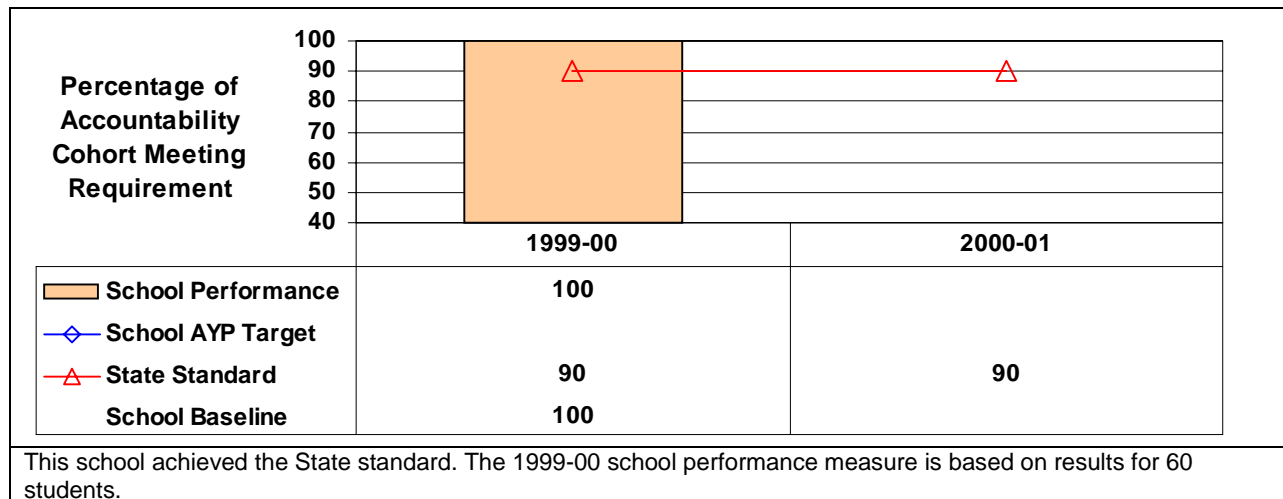 Percentage of
Accountability
Cohort Meeting
Requirement
100
90
80
70
60
50
40
1999-00 2000-01
School Performance 100
School AYP Target
State Standard 90 90
School Baseline 100
This school achieved the State standard. The 1999-00 school performance measure is based on results for 60
students.